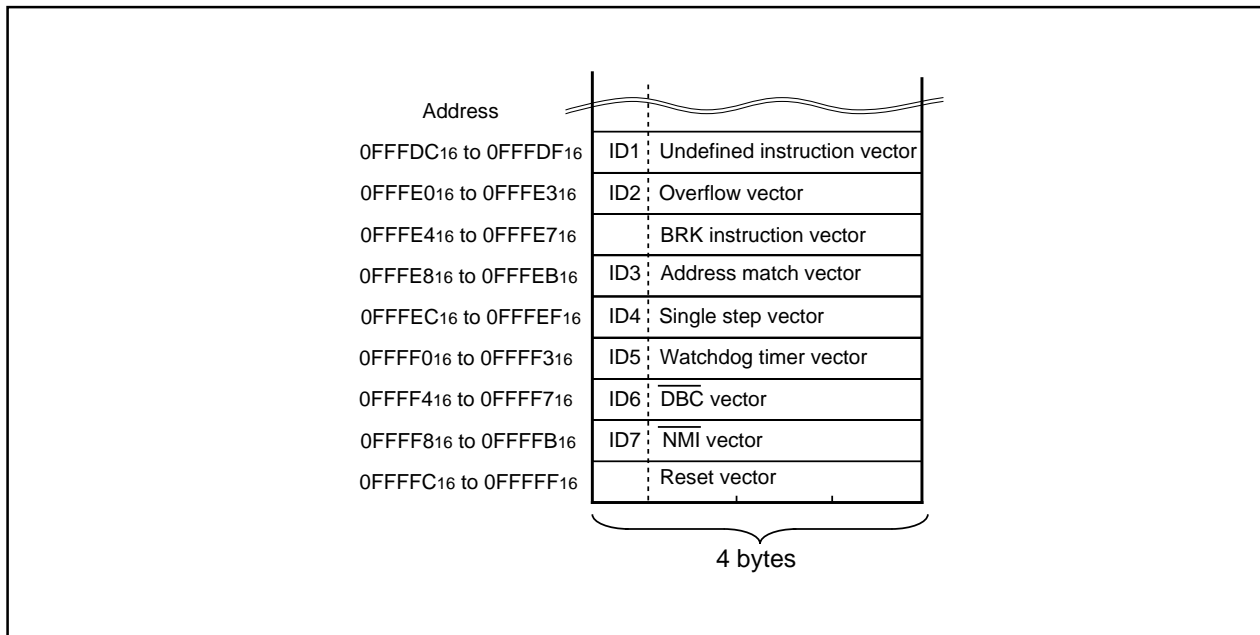 Address
0FFFDC16 to 0FFFDF16 ID1 Undefined instruction vector
0FFFE016 to 0FFFE316 ID2 Overflow vector
0FFFE416 to 0FFFE716 BRK instruction vector
0FFFE816 to 0FFFEB16 ID3 Address match vector
0FFFEC16 to 0FFFEF16 ID4 Single step vector
0FFFF016 to 0FFFF316 ID5 Watchdog timer vector
0FFFF416 to 0FFFF716 ID6 D̅B̅C̅ vector
0FFFF816 to 0FFFFB16 ID7 N̅M̅I̅ vector
0FFFFC16 to 0FFFFF16 Reset vector
4 bytes